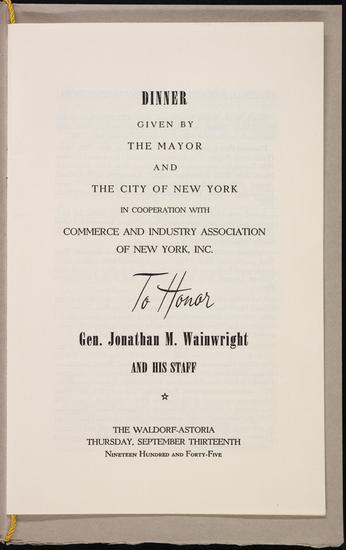 DINNER
GIVEN BY
THE MAYOR
AND
THE CITY OF NEW YORK
IN COOPERATION WITH
COMMERCE AND INDUSTRY ASSOCIATION
OF NEW YORK, INC.
To Honor
Gen. Jonathan M. Wainwright
AND HIS STAFF
THE WALDORF-ASTORIA
THURSDAY, SEPTEMBER THIRTEENTH
NINETEEN HUNDRED AND FORTY-FIVE